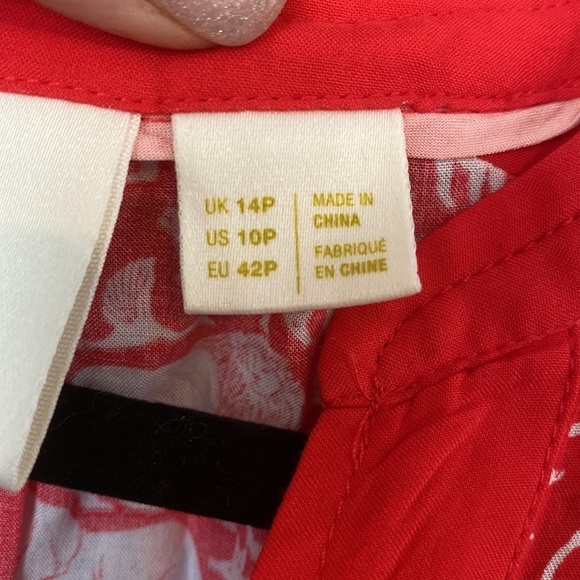 UK 14P
US 10P
EU 42P
MADE IN
CHINA
FABRIQUÉ
EN CHINE